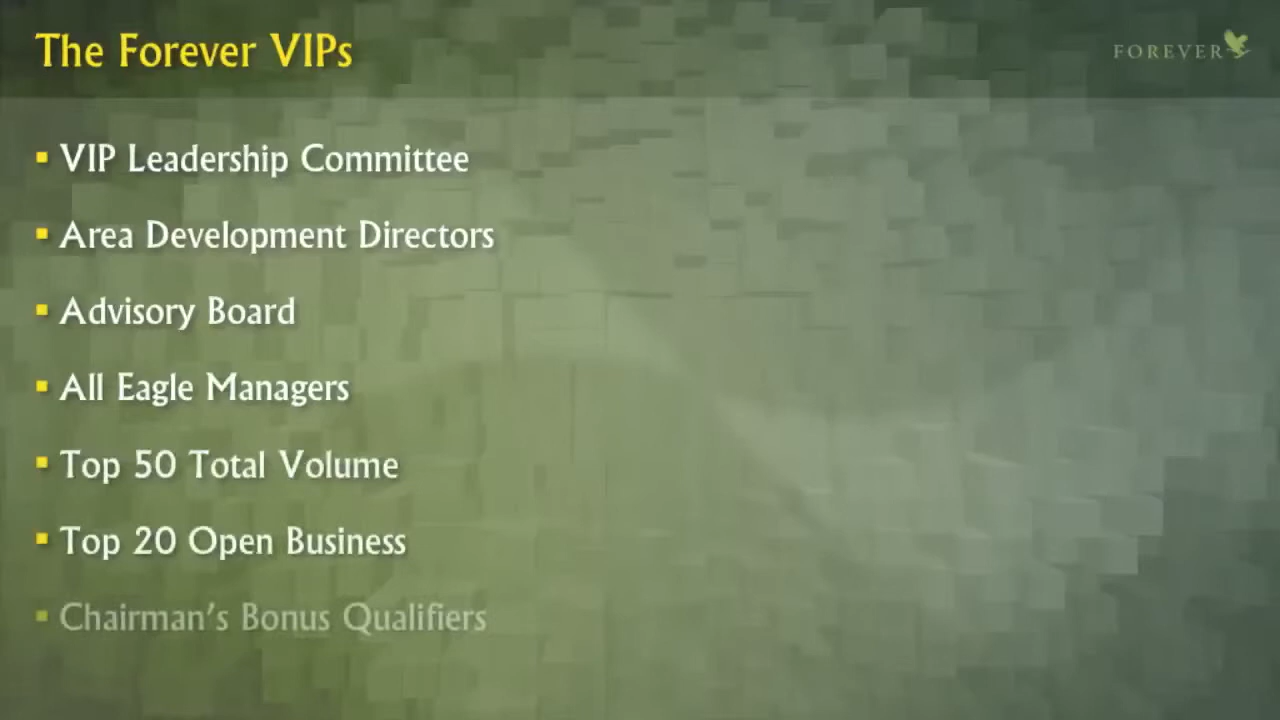 The Forever VIPs
FOREVER
▪ VIP Leadership Committee
▪ Area Development Directors
▪ Advisory Board
▪ All Eagle Managers
▪ Top 50 Total Volume
▪ Top 20 Open Business
▪ Chairman's Bonus Qualifiers